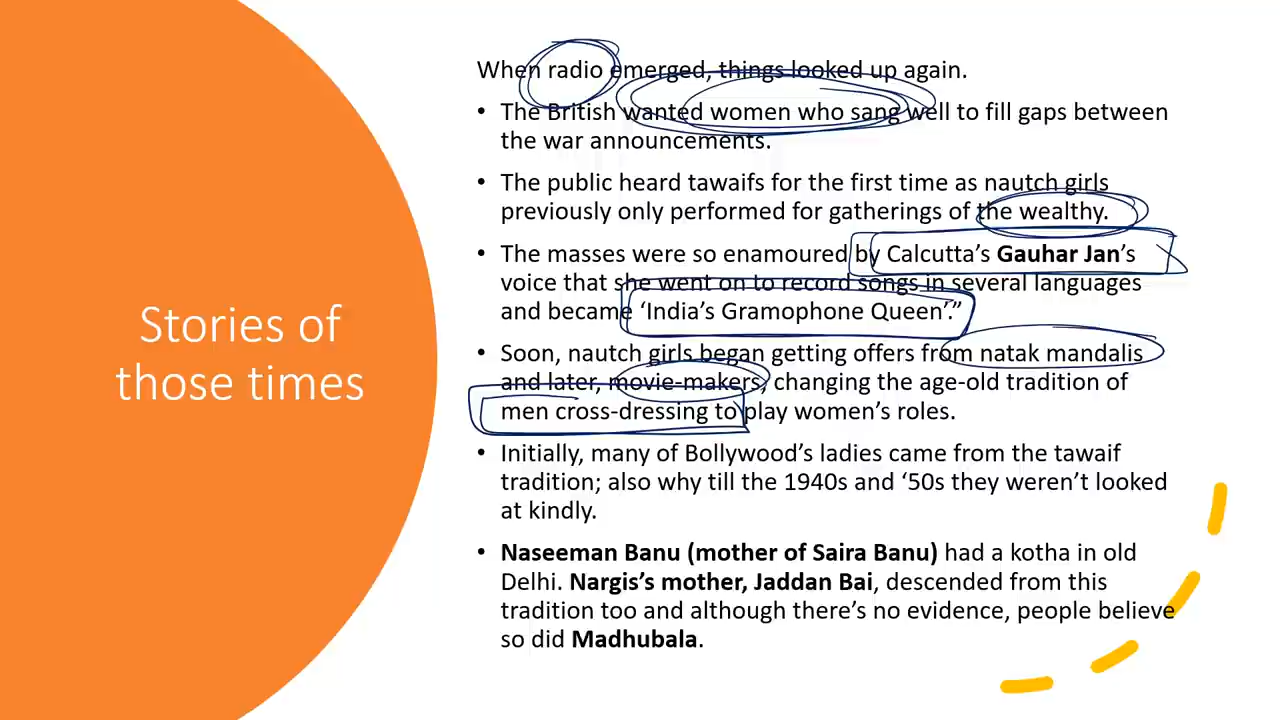 Stories of
those times
When radio emerged, things looked up again.
• The British wanted women who sang well to fill gaps between
the war announcements.
• The public heard tawaifs for the first time as nautch girls
previously only performed for gatherings of the wealthy.
• The masses were so enamoured by Calcutta’s Gauhar Jan’s
voice that she went on to record songs in several languages
and became ‘India’s Gramophone Queen’.”
• Soon, nautch girls began getting offers from natak mandalis
and later, movie-makers, changing the age-old tradition of
men cross-dressing to play women’s roles.
• Initially, many of Bollywood’s ladies came from the tawaif
tradition; also why till the 1940s and ‘50s they weren’t looked
at kindly.
• Naseeman Banu (mother of Saira Banu) had a kotha in old
Delhi. Nargis’s mother, Jaddan Bai, descended from this
tradition too and although there’s no evidence, people believe
so did Madhubala.